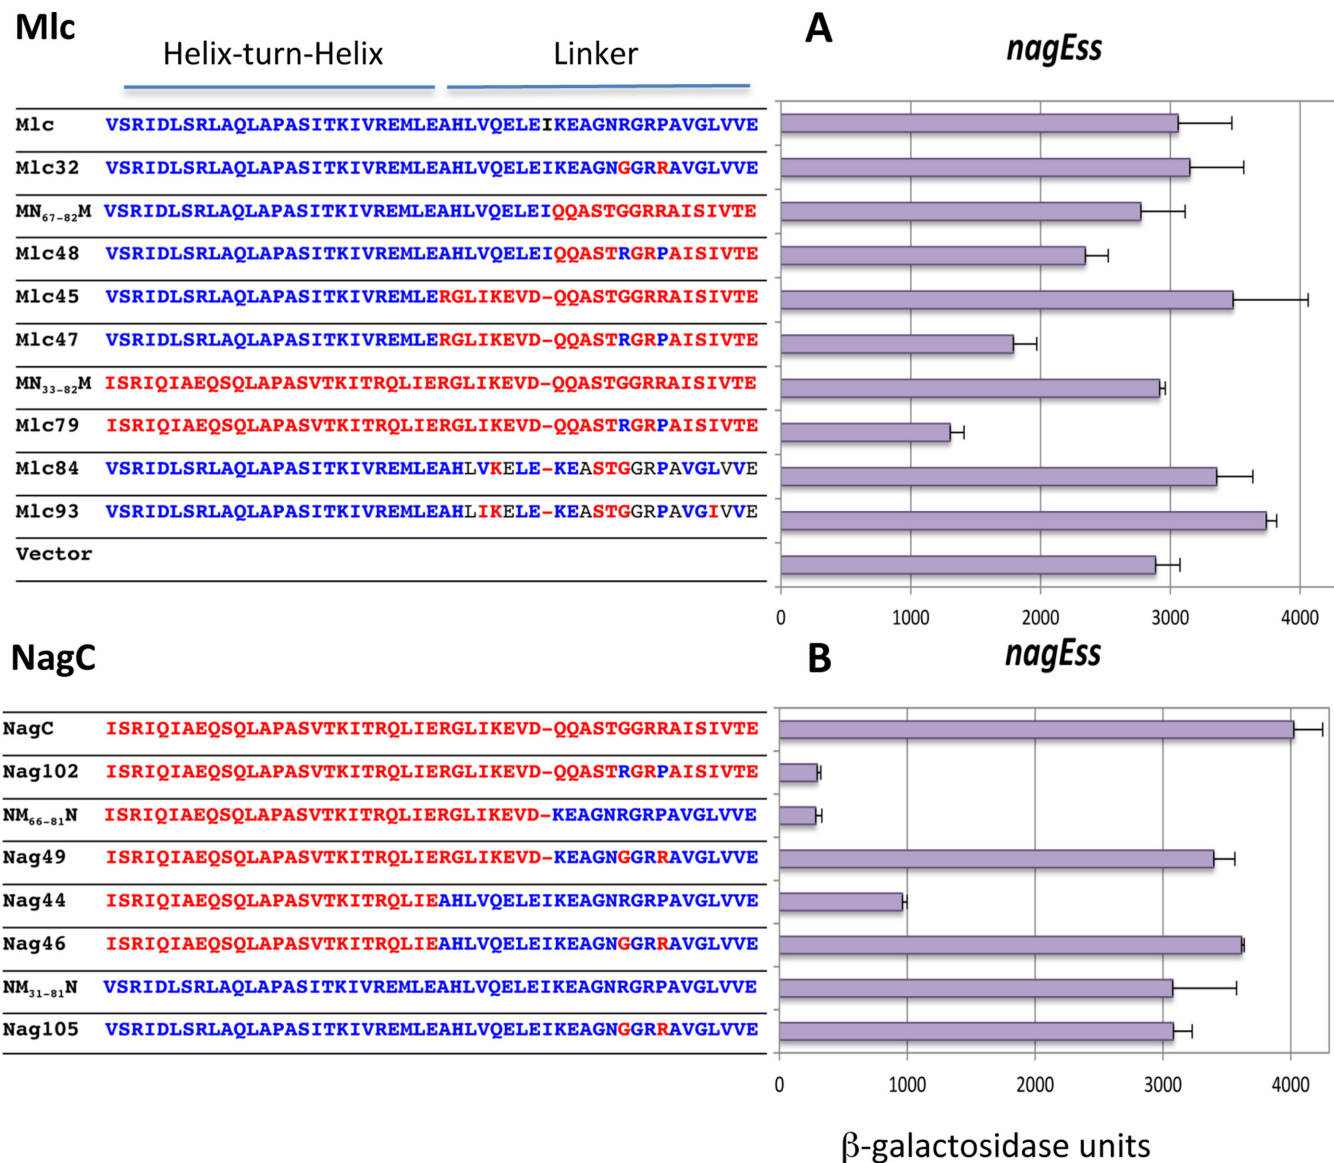 Mlc
Helix-turn-Helix Linker
A
nagEss
Mlc VSRIDLSRLAQLAPASITKIVREMLEAHLVQELEIKEAGNRGRPAVGLVVE
Mlc32 VSRIDLSRLAQLAPASITKIVREMLEAHLVQELEIKEAGNGGRRAVGLVVE
MN67-82M VSRIDLSRLAQLAPASITKIVREMLEAHLVQELEIQQASTGGRRAISIVTE
Mlc48 VSRIDLSRLAQLAPASITKIVREMLEAHLVQELEIQQASTRGRPAISIVTE
Mlc45 VSRIDLSRLAQLAPASITKIVREMLERGLIKEVD-QQASTGGRRAISIVTE
Mlc47 VSRIDLSRLAQLAPASITKIVREMLERGLIKEVD-QQASTRGRPAISIVTE
MN33-82M ISRIQIAEQSQLAPASVTKITRQLIERGLIKEVD-QQASTGGRRAISIVTE
Mlc79 ISRIQIAEQSQLAPASVTKITRQLIERGLIKEVD-QQASTRGRPAISIVTE
Mlc84 VSRIDLSRLAQLAPASITKIVREMLEAHLVKELE-KEASTGGRPAVGLVVE
Mlc93 VSRIDLSRLAQLAPASITKIVREMLEAHLIKELE-KEASTGGRPAVGIVVE
Vector
0 1000 2000 3000 4000
NagC
B
nagEss
NagC ISRIQIAEQSQLAPASVTKITRQLIERGLIKEVD-QQASTGGRRAISIVTE
Nag102 ISRIQIAEQSQLAPASVTKITRQLIERGLIKEVD-QQASTRGRPAISIVTE
NM66-81N ISRIQIAEQSQLAPASVTKITRQLIERGLIKEVD-KEAGNRGRPAVGLVVE
Nag49 ISRIQIAEQSQLAPASVTKITRQLIERGLIKEVD-KEAGNGGRRAVGLVVE
Nag44 ISRIQIAEQSQLAPASVTKITRQLIEAHLVQELEIKEAGNRGRPAVGLVVE
Nag46 ISRIQIAEQSQLAPASVTKITRQLIEAHLVQELEIKEAGNGGRRAVGLVVE
NM31-81N VSRIDLSRLAQLAPASITKIVREMLEAHLVQELEIKEAGNRGRPAVGLVVE
Nag105 VSRIDLSRLAQLAPASITKIVREMLEAHLVQELEIKEAGNGGRRAVGLVVE
0 1000 2000 3000 4000
β-galactosidase units